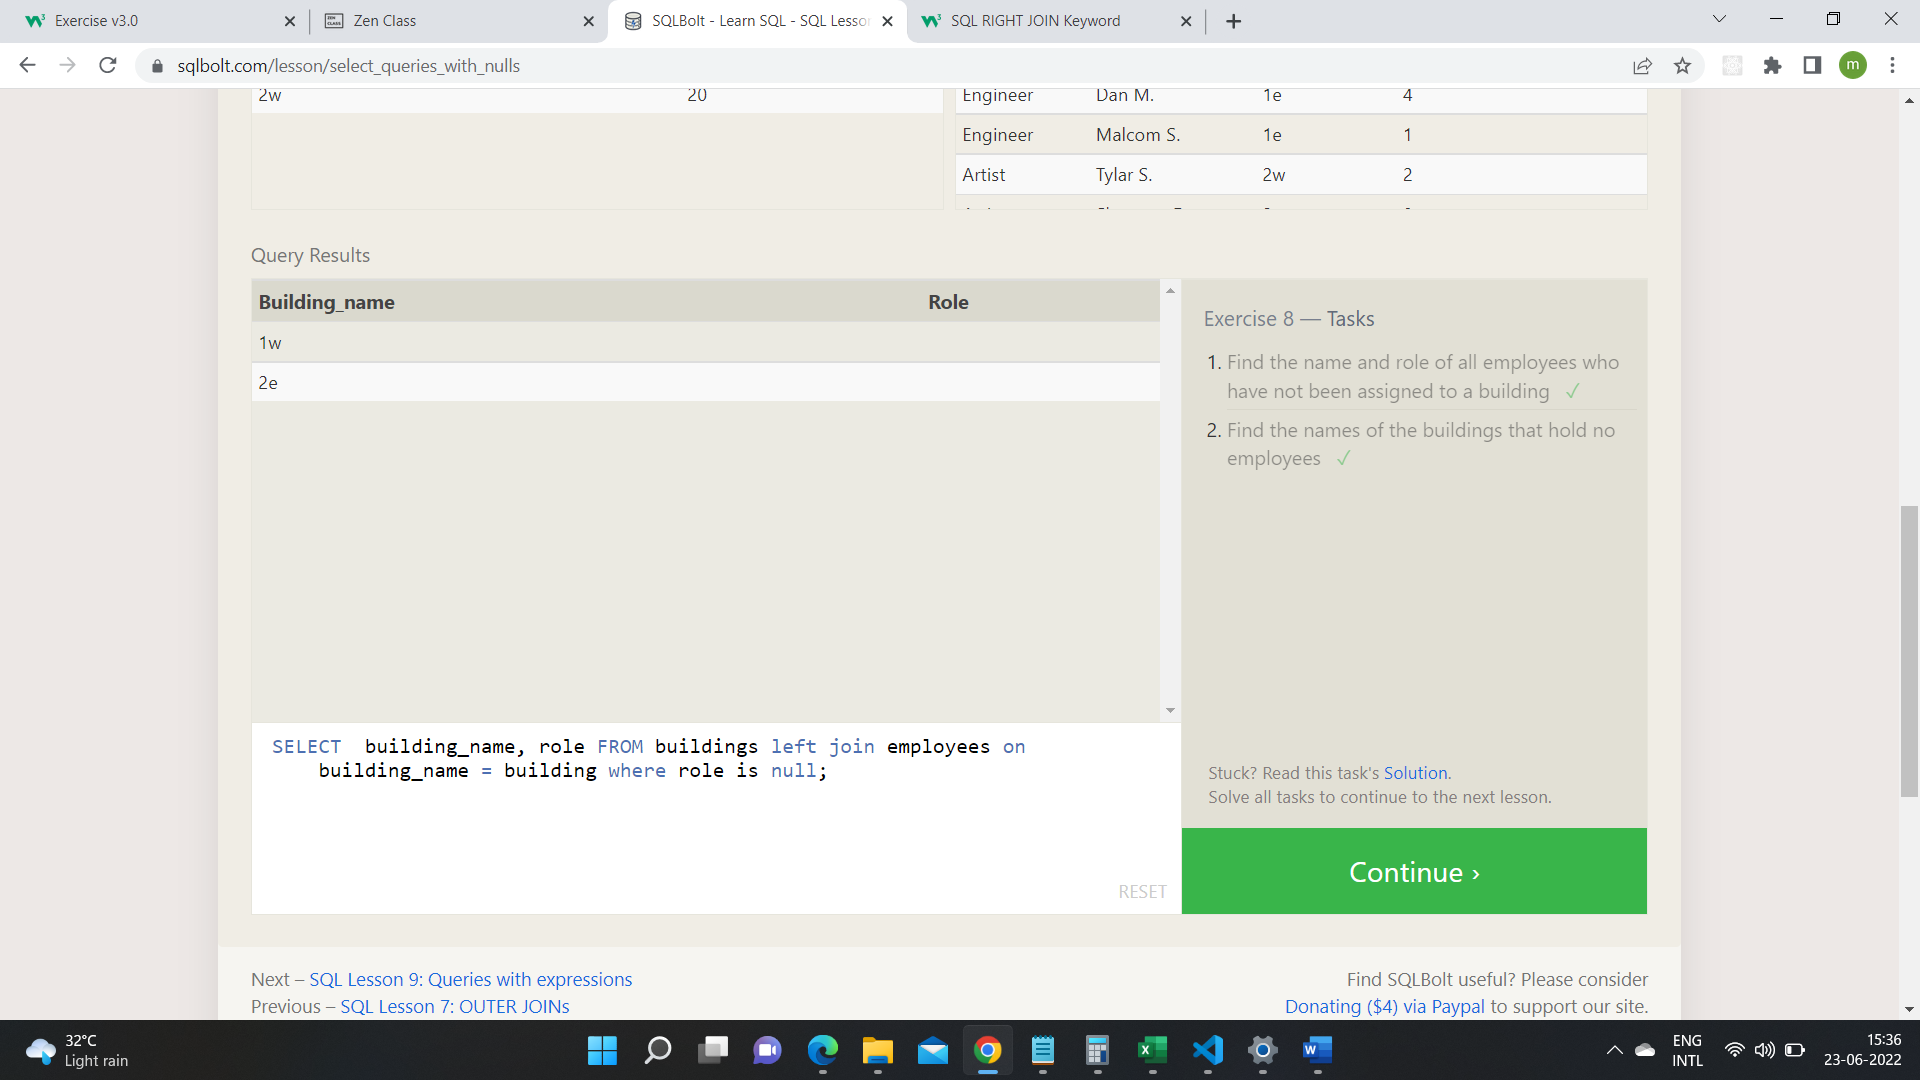 Exercise v3.0
Zen Class
SQLBolt - Learn SQL - SQL Lesso
SQL RIGHT JOIN Keyword
sqlbolt.com/lesson/select_queries_with_nulls
m
2w 20
Engineer Dan M. 1e 4
Engineer Malcom S. 1e 1
Artist Tylar S. 2w 2
Query Results
Building_name Role
1w
2e
Exercise 8 — Tasks
1. Find the name and role of all employees who
have not been assigned to a building ✓
2. Find the names of the buildings that hold no
employees ✓
SELECT  building_name, role FROM buildings left join employees on
building_name = building where role is null;
RESET
Stuck? Read this task's Solution.
Solve all tasks to continue to the next lesson.
Continue ›
Next – SQL Lesson 9: Queries with expressions
Previous – SQL Lesson 7: OUTER JOINs
Find SQLBolt useful? Please consider
Donating ($4) via Paypal to support our site.
32°C
Light rain
ENG
INTL
15:36
23-06-2022